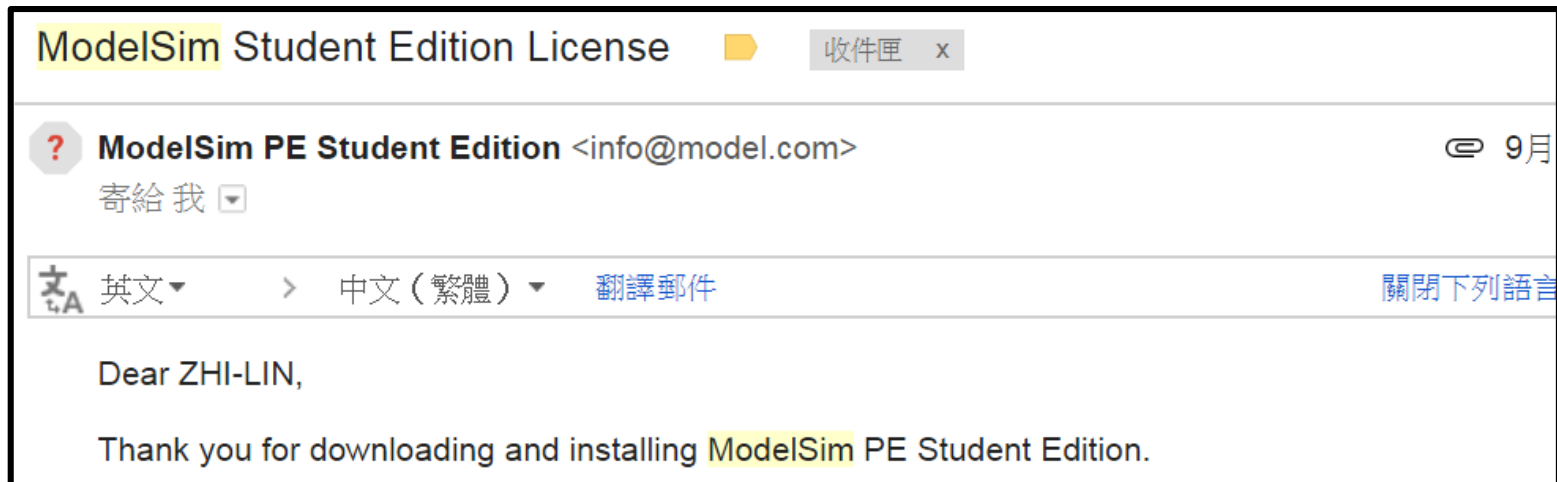 ModelSim Student Edition License 收件匣 x
? ModelSim PE Student Edition <info@model.com> 9月
寄給 我
文A 英文 > 中文（繁體） 翻譯郵件 關閉下列語言
Dear ZHI-LIN,
Thank you for downloading and installing ModelSim PE Student Edition.